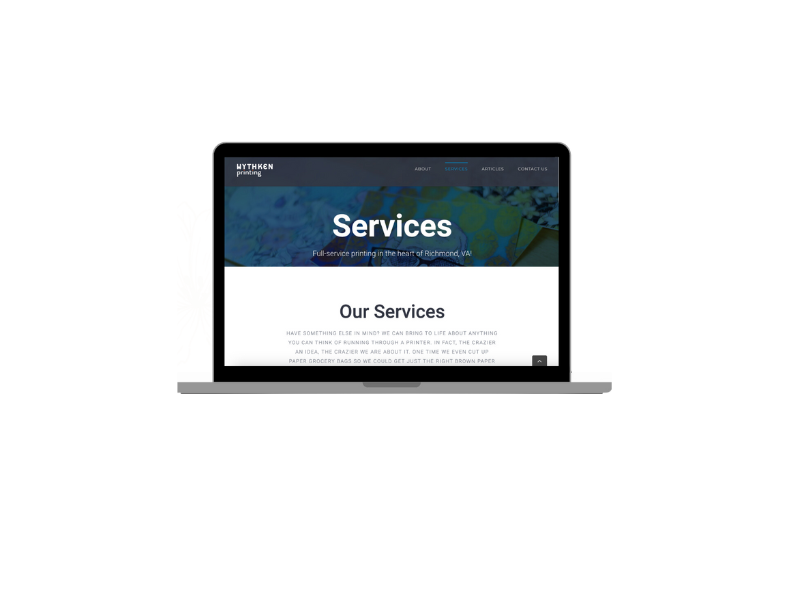 WYTHKEN
printing
ABOUT
SERVICES
ARTICLES
CONTACT US
Services
Full-service printing in the heart of Richmond, VA!
Our Services
HAVE SOMETHING ELSE IN MIND? WE CAN BRING TO LIFE ABOUT ANYTHING
YOU CAN THINK OF RUNNING THROUGH A PRINTER. IN FACT, THE CRAZIER
AN IDEA, THE CRAZIER WE ARE ABOUT IT. ONE TIME WE EVEN CUT UP
PAPER GROCERY BAGS SO WE COULD GET JUST THE RIGHT BROWN PAPER